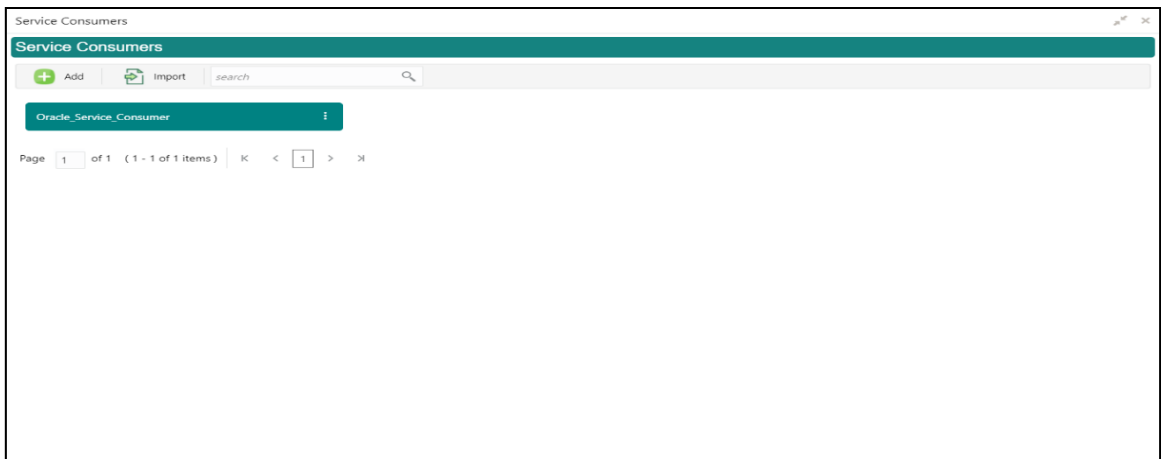 Service Consumers
Service Consumers
Add Import search
Oracle_Service_Consumer
Page 1 of 1 ( 1 - 1 of 1 items ) 1